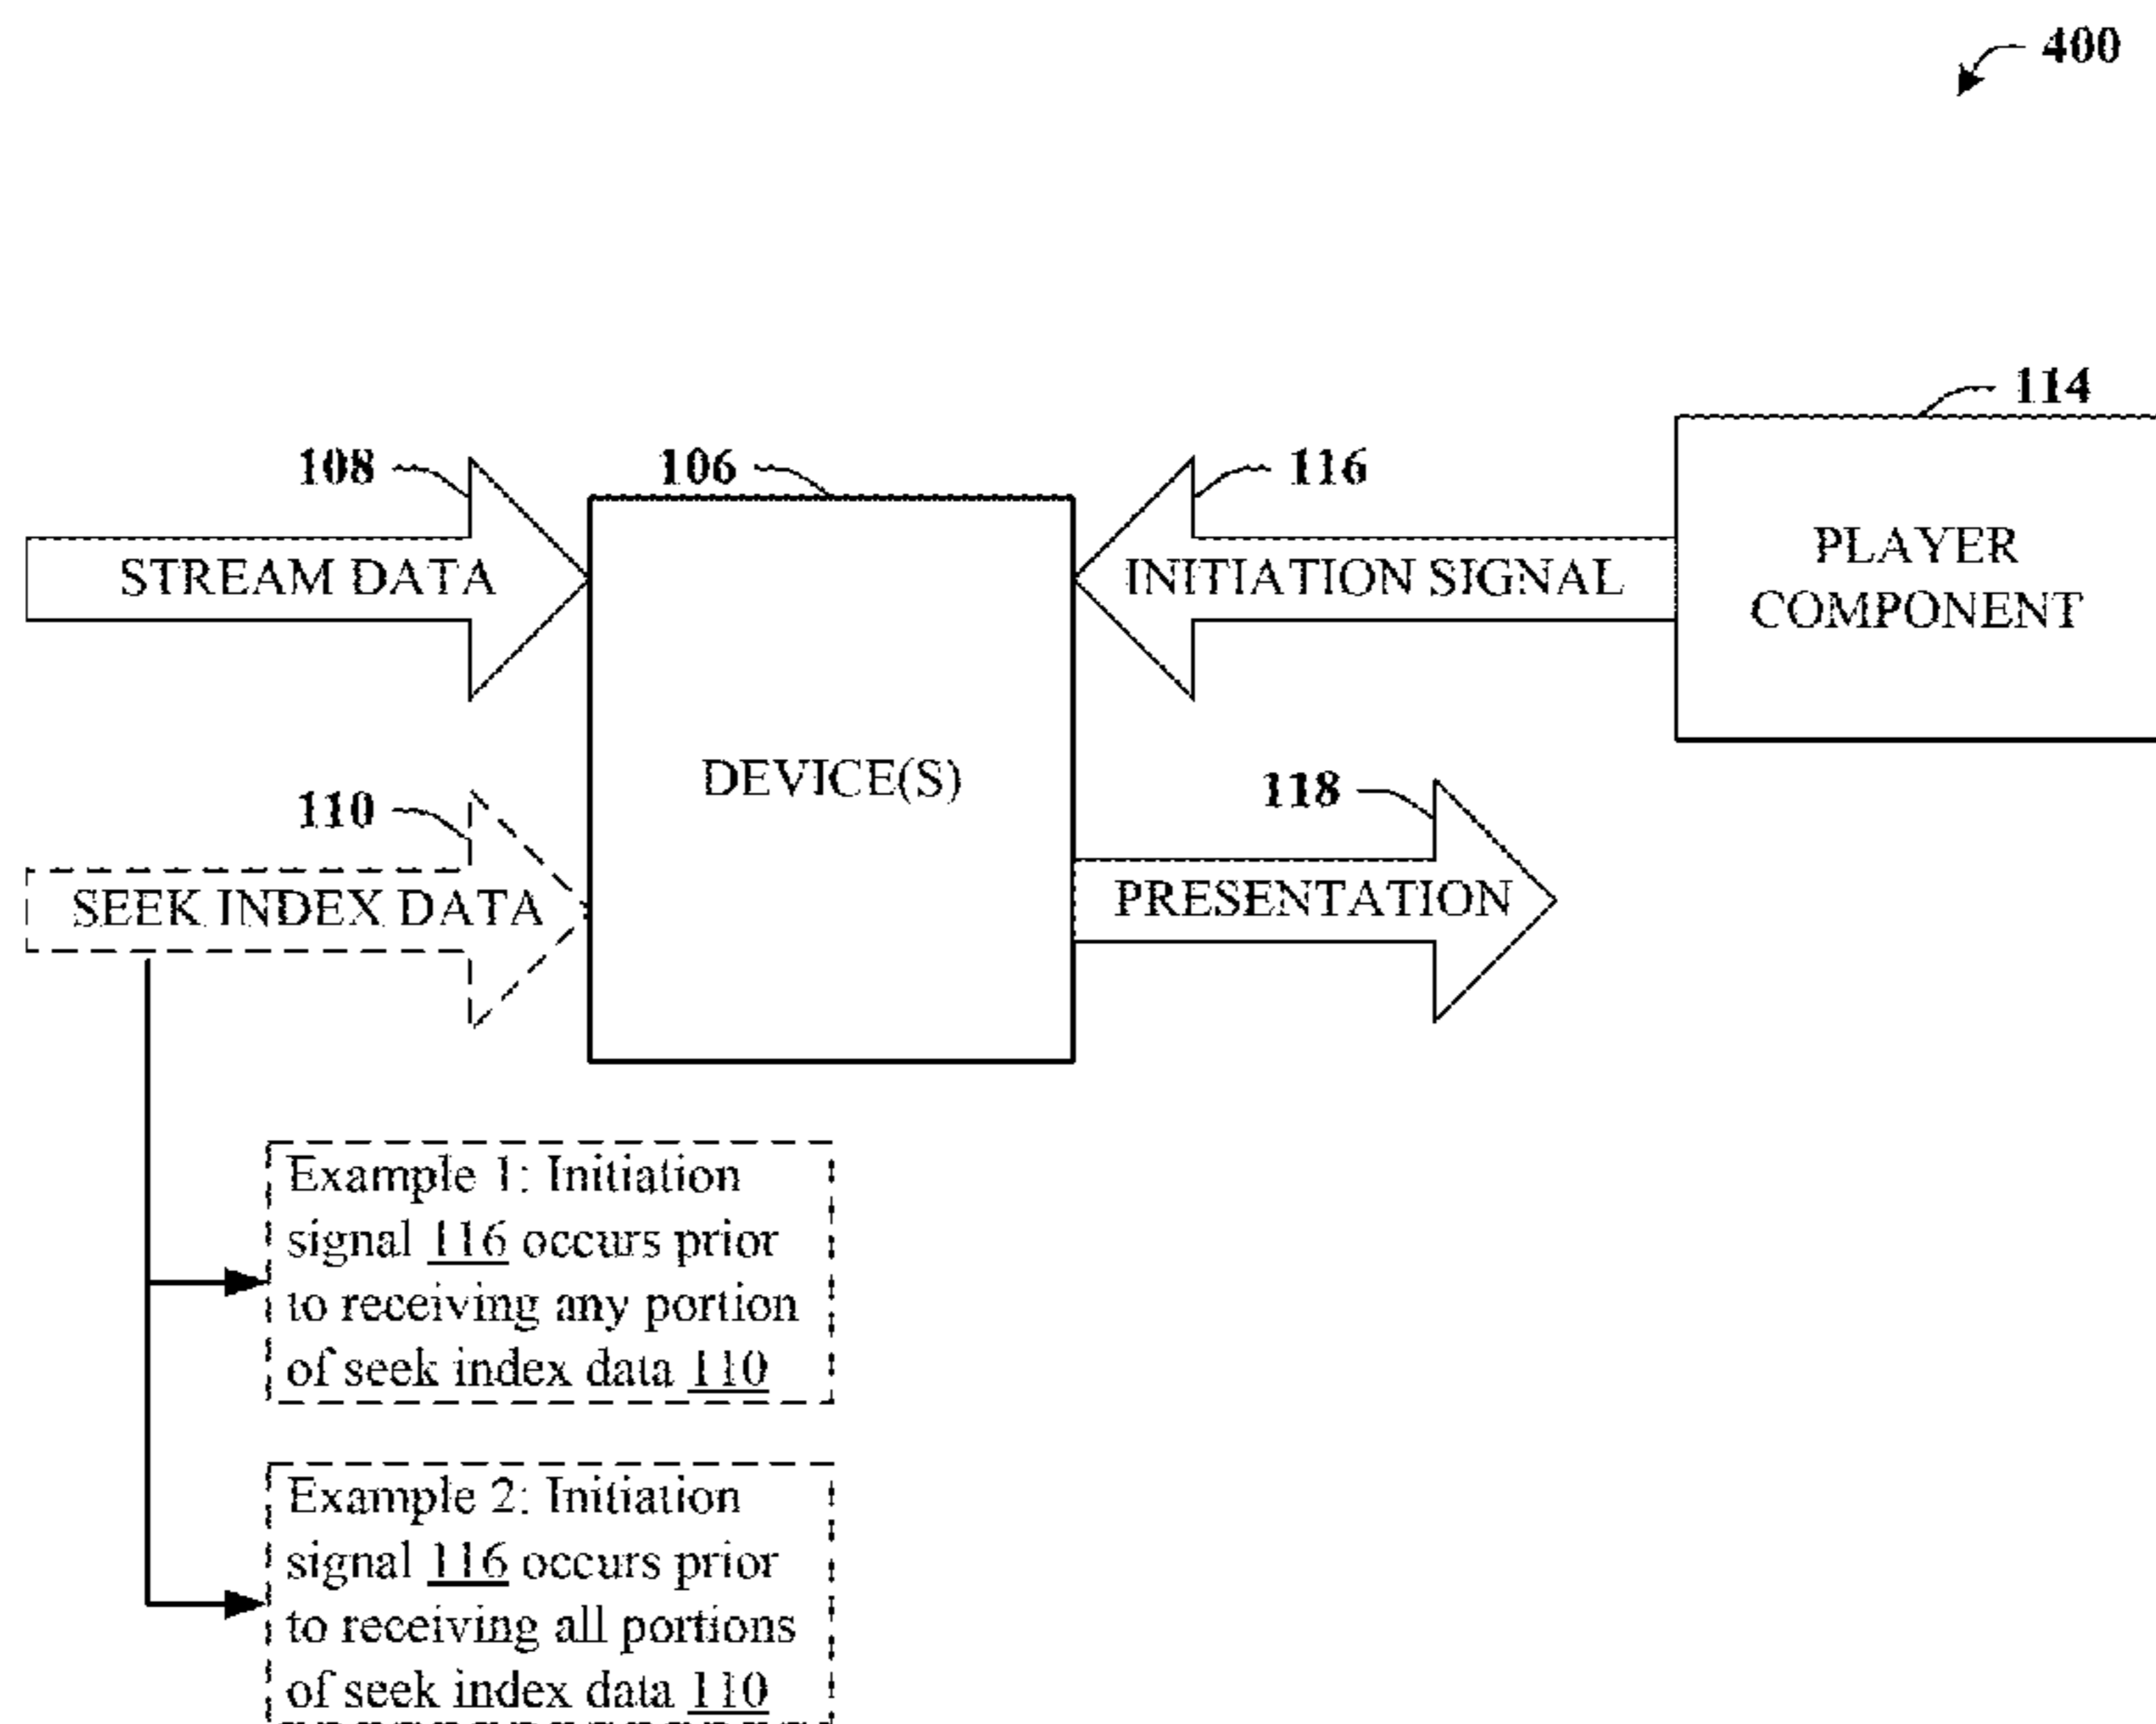 400
114
108
106
116
PLAYER
COMPONENT
STREAM DATA
INITIATION SIGNAL
DEVICE(S)
110
118
SEEK INDEX DATA
PRESENTATION
Example 1: Initiation
signal 116 occurs prior
to receiving any portion
of seek index data 110
Example 2: Initiation
signal 116 occurs prior
to receiving all portions
of seek index data 110